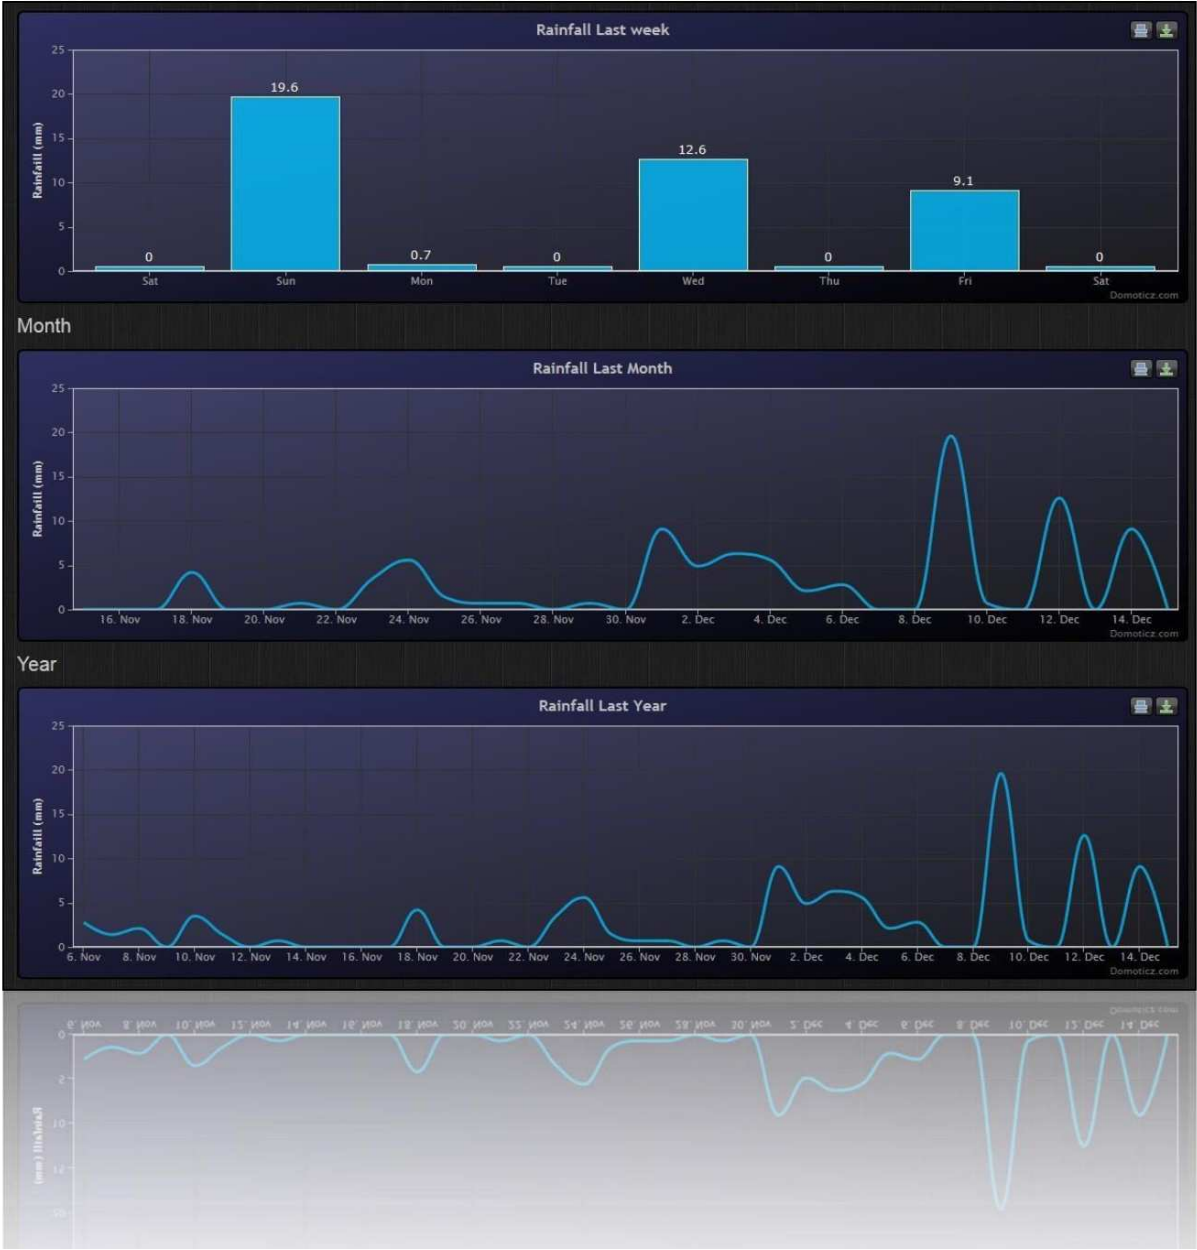 Rainfall Last week
25
20
15
10
5
0
Rainfaill (mm)
0
19.6
0.7
0
12.6
0
9.1
0
Sat Sun Mon Tue Wed Thu Fri Sat
Domoticz.com
Month
Rainfall Last Month
25
20
15
10
5
0
Rainfaill (mm)
16. Nov 18. Nov 20. Nov 22. Nov 24. Nov 26. Nov 28. Nov 30. Nov 2. Dec 4. Dec 6. Dec 8. Dec 10. Dec 12. Dec 14. Dec
Domoticz.com
Year
Rainfall Last Year
25
20
15
10
5
0
Rainfaill (mm)
6. Nov 8. Nov 10. Nov 12. Nov 14. Nov 16. Nov 18. Nov 20. Nov 22. Nov 24. Nov 26. Nov 28. Nov 30. Nov 2. Dec 4. Dec 6. Dec 8. Dec 10. Dec 12. Dec 14. Dec
Domoticz.com